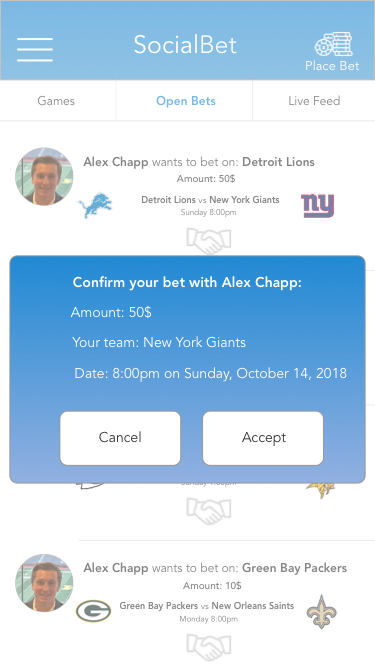 SocialBet
Place Bet
Games
Open Bets
Live Feed
Alex Chapp wants to bet on: Detroit Lions
Amount: 50$
Detroit Lions vs New York Giants
Sunday 8:00pm
ny
Confirm your bet with Alex Chapp:
Amount: 50$
Your team: New York Giants
Date: 8:00pm on Sunday, October 14, 2018
Cancel
Accept
Alex Chapp wants to bet on: Green Bay Packers
Amount: 10$
Green Bay Packers vs New Orleans Saints
G
Monday 8:00pm